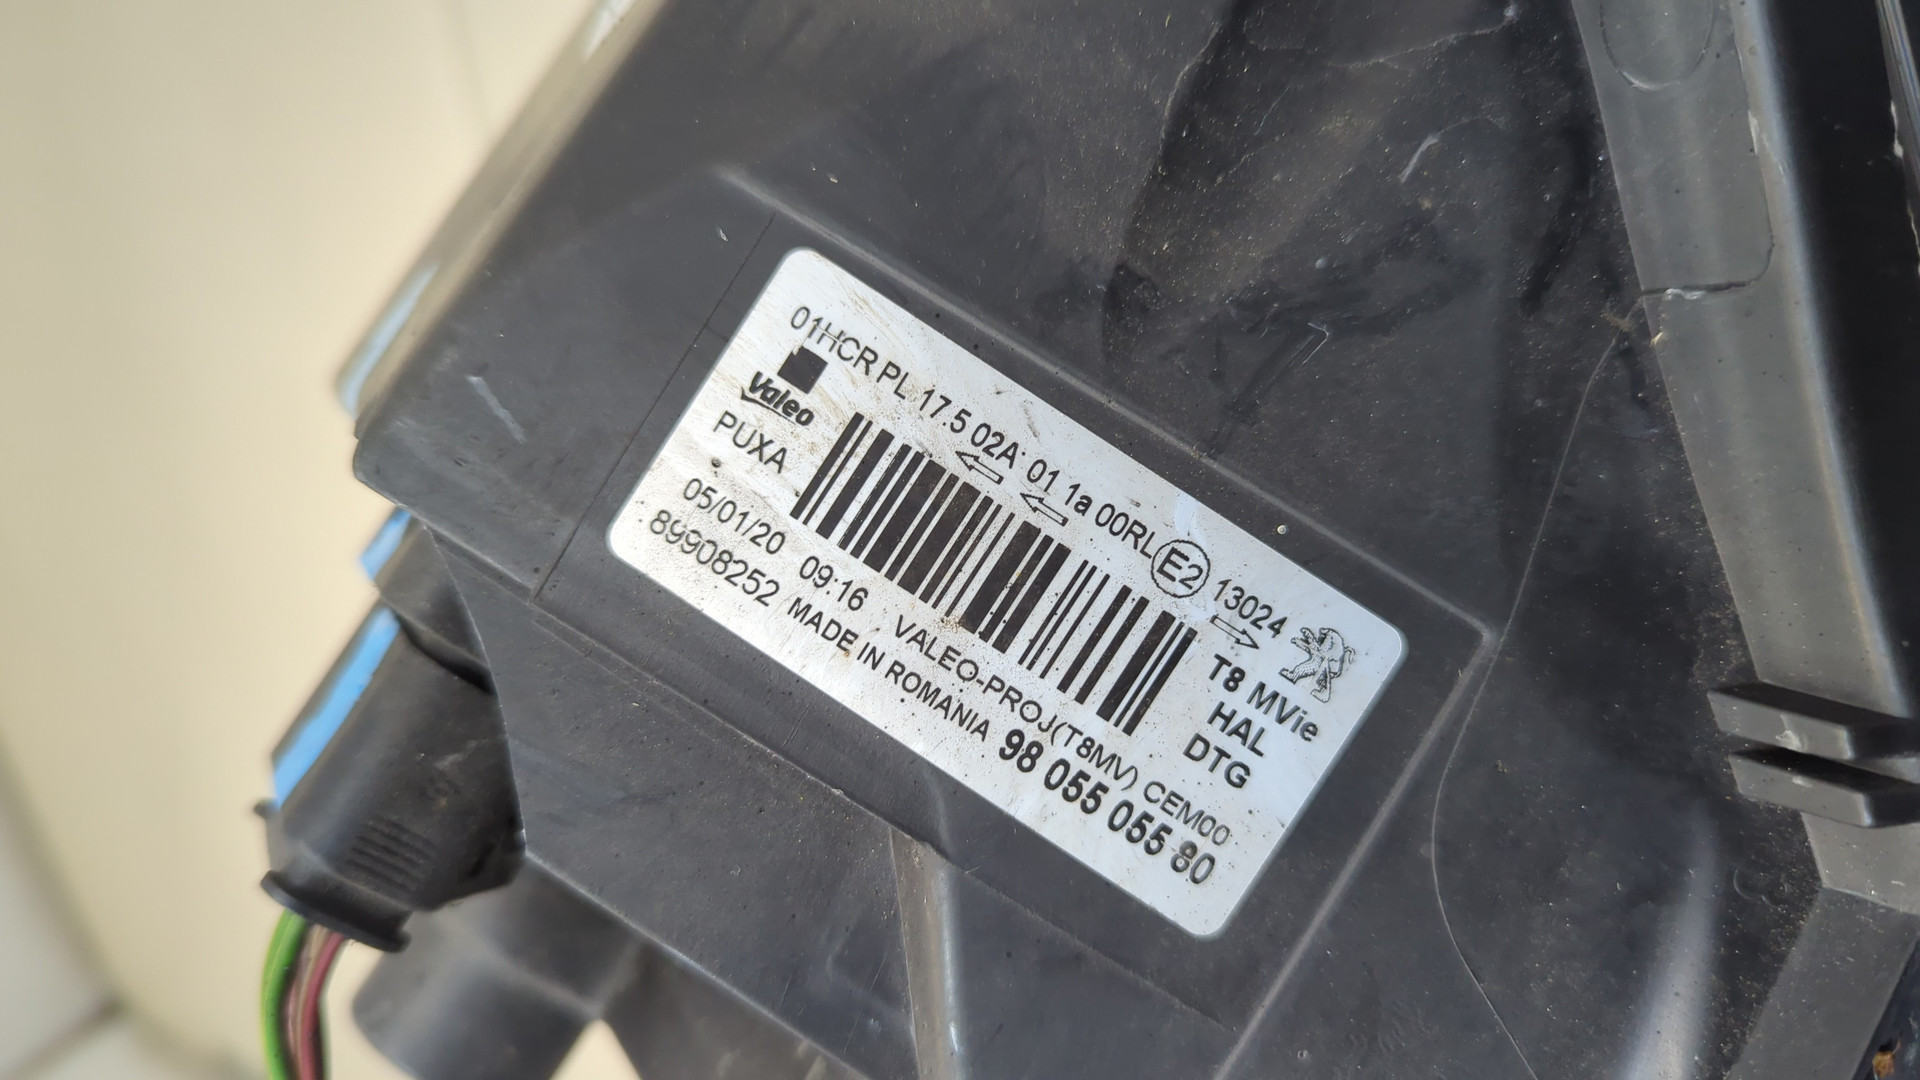 01HCR PL 17.5 02A 01 1a 00RL E2 13024
Valeo
PUXA
T8 MVie
HAL
DTG
05/01/20 09:16 VALEO-PROJ(T8MV) CEM00
89908252 MADE IN ROMANIA 98 055 055 80